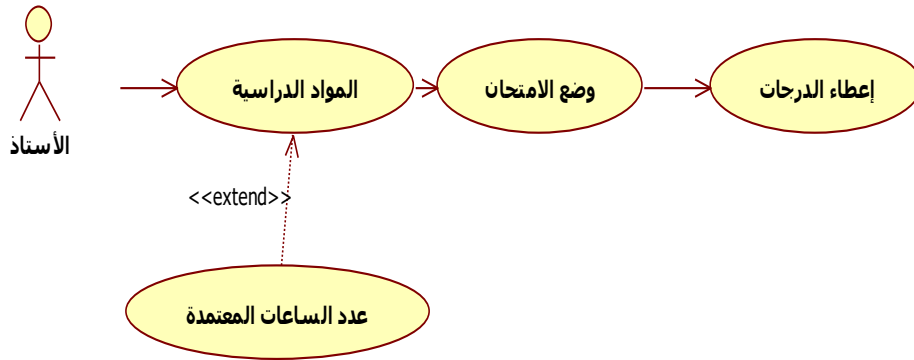 الأستاذ
المواد الدراسية
وضع الامتحان
إعطاء الدرجات
<<extend>>
عدد الساعات المعتمدة